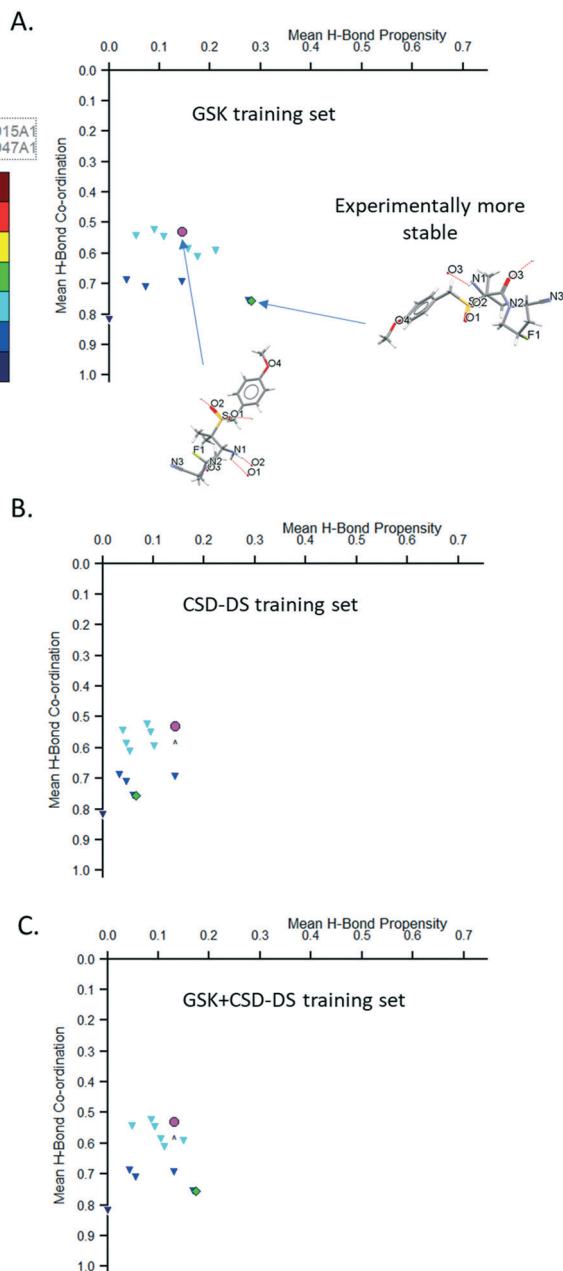 A.
Mean H-Bond Propensity
0.0 0.1 0.2 0.3 0.4 0.5 0.6 0.7
0.0
0.1
0.2
0.3
0.4
0.5
0.6
0.7
0.8
0.9
1.0
Mean H-Bond Co-ordination
015A1
047A1
GSK training set
Experimentally more
stable
O3
N1
O3
O2
N2
N3
O4
S
O1
F1
O4
O2
S
O1
N1
F1
N3
N2
O3
O2
O1
B.
Mean H-Bond Propensity
0.0 0.1 0.2 0.3 0.4 0.5 0.6 0.7
0.0
0.1
0.2
0.3
0.4
0.5
0.6
0.7
0.8
0.9
1.0
Mean H-Bond Co-ordination
CSD-DS training set
C.
Mean H-Bond Propensity
0.0 0.1 0.2 0.3 0.4 0.5 0.6 0.7
0.0
0.1
0.2
0.3
0.4
0.5
0.6
0.7
0.8
0.9
1.0
Mean H-Bond Co-ordination
GSK+CSD-DS training set